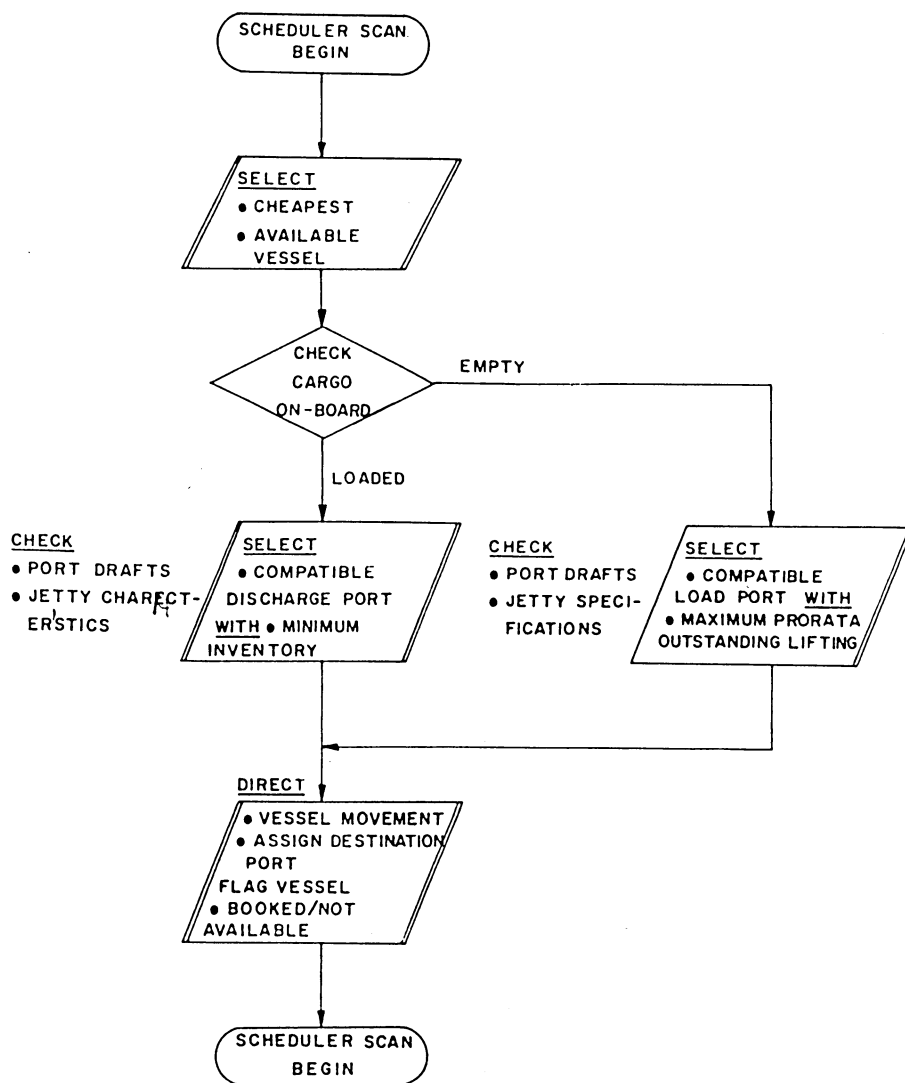 SCHEDULER SCAN
BEGIN
SELECT
• CHEAPEST
• AVAILABLE
VESSEL
CHECK
CARGO
ON-BOARD
EMPTY
LOADED
CHECK
• PORT DRAFTS
• JETTY CHARECT-
ERISTICS
SELECT
• COMPATIBLE
DISCHARGE PORT
WITH • MINIMUM
INVENTORY
CHECK
• PORT DRAFTS
• JETTY SPECI-
FICATIONS
SELECT
• COMPATIBLE
LOAD PORT WITH
• MAXIMUM PRORATA
OUTSTANDING LIFTING
DIRECT
• VESSEL MOVEMENT
• ASSIGN DESTINATION
PORT
FLAG VESSEL
• BOOKED/NOT
AVAILABLE
SCHEDULER SCAN
BEGIN